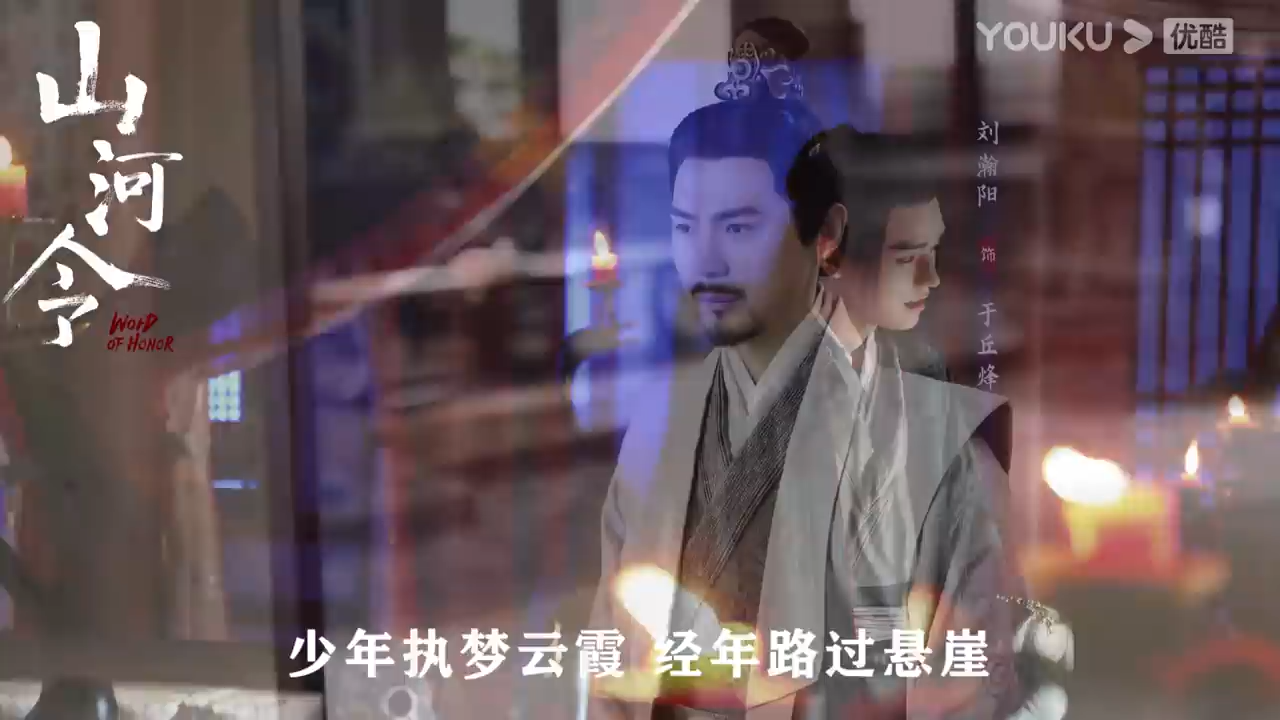 山河令
WORD
OF HONOR
YOUKU 优酷
刘瀚阳 饰 于丘烽
少年执梦云霞 经年路过悬崖